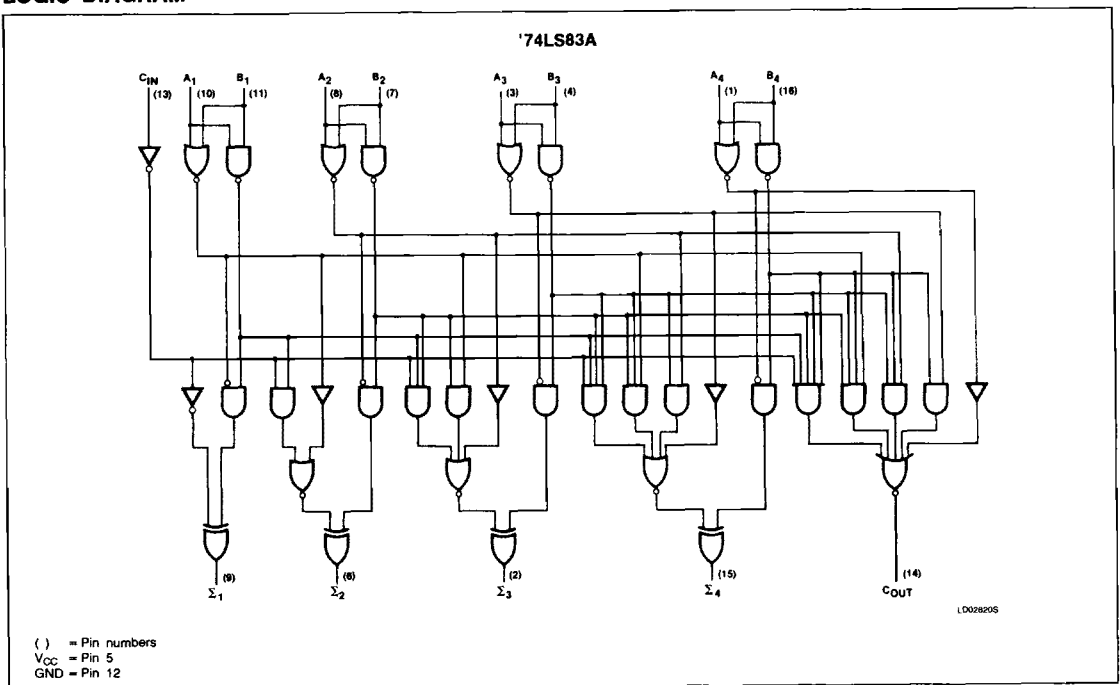 LOGIC DIAGRAM
'74LS83A
CIN A1 B1 A2 B2 A3 B3 A4 B4
(13) (10) (11) (8) (7) (3) (4) (1) (16)
(9) (6) (2) (15) (14)
Σ1 Σ2 Σ3 Σ4 COUT
LD02820S
( ) = Pin numbers
VCC = Pin 5
GND = Pin 12